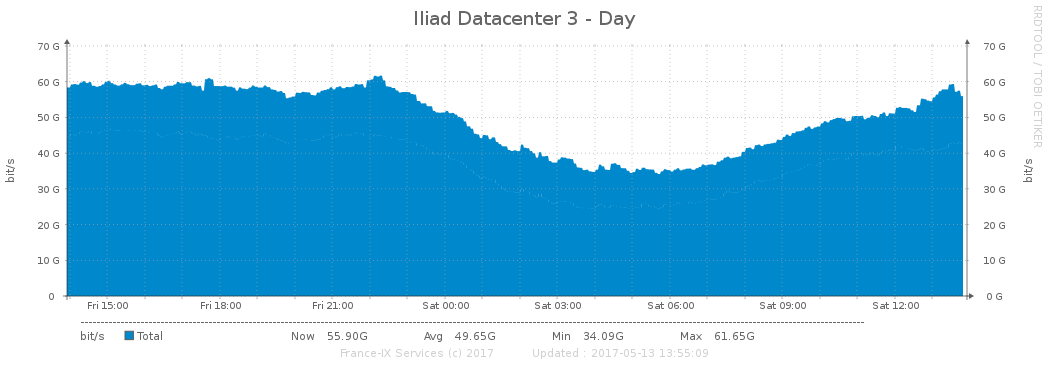 Iliad Datacenter 3 - Day
RRDTOOL / TOBI OETIKER
bit/s
70 G
60 G
50 G
40 G
30 G
20 G
10 G
0
70 G
60 G
50 G
40 G
30 G
20 G
10 G
0 G
bit/s
Fri 15:00 Fri 18:00 Fri 21:00 Sat 00:00 Sat 03:00 Sat 06:00 Sat 09:00 Sat 12:00
bit/s Total Now 55.90G Avg 49.65G Min 34.09G Max 61.65G
France-IX Services (c) 2017 Updated : 2017-05-13 13:55:09